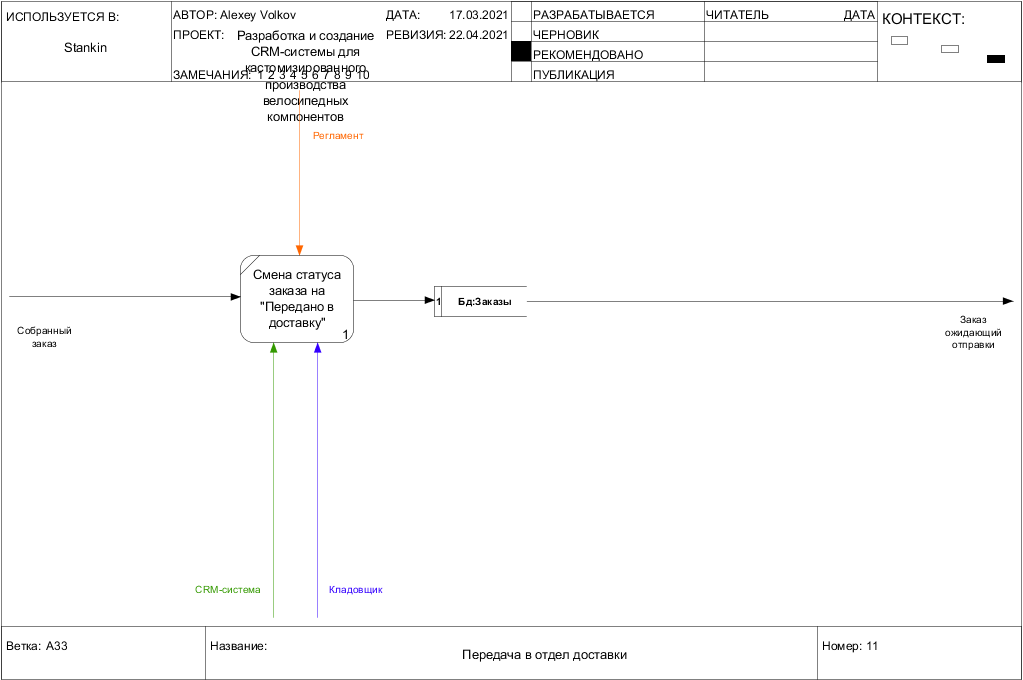 ИСПОЛЬЗУЕТСЯ В:
Stankin
АВТОР: Alexey Volkov
ДАТА: 17.03.2021
ПРОЕКТ: Разработка и создание
CRM-системы для
кастомизированного
производства
велосипедных
компонентов
РЕВИЗИЯ: 22.04.2021
ЗАМЕЧАНИЯ: 1 2 3 4 5 6 7 8 9 10
РАЗРАБАТЫВАЕТСЯ
ЧЕРНОВИК
РЕКОМЕНДОВАНО
ПУБЛИКАЦИЯ
ЧИТАТЕЛЬ ДАТА
КОНТЕКСТ:
Регламент
Смена статуса
заказа на
"Передано в
доставку"
1
1 Бд:Заказы
Собранный
заказ
Заказ
ожидающий
отправки
CRM-система
Кладовщик
Ветка: A33
Название:
Передача в отдел доставки
Номер: 11